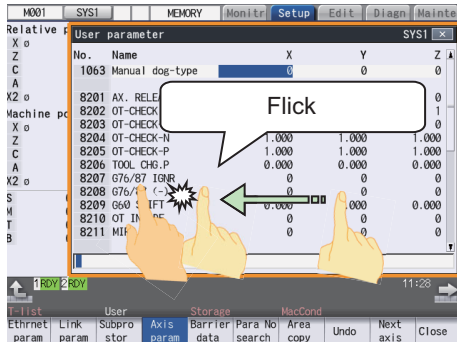 M001 SYS1 MEMORY Monitr Setup Edit Diagn Mainte
Relative
User parameter SYS1
No. Name X Y Z
1063 Manual dog-type 0 0 0
8201 AX. 0
8202 OT-CHECK 1
8203 OT-CHECK
8204 OT-CHECK-N 1.000 1.000 1.000
8205 OT-CHECK-P 1.000 1.000 1.000
8206 TOOL CHG.P 0.000 0.000 0.000
8207 G76/87 IGNR 0 0 0
8208 G76/87 (-) 0 0
8209 G60 SHIFT 0.000 0.000
8210 OT 0 0
8211 0 0
Flick
X ø
Z
C
A
X2 ø
Machine
X ø
Z
C
A
X2 ø
S
M
T
B
1 RDY 2 RDY 11:28
T-list User Storage MacCond
Ethrnet param Link param Subpro stor Axis param Barrier data Para No search Area copy Undo Next axis Close